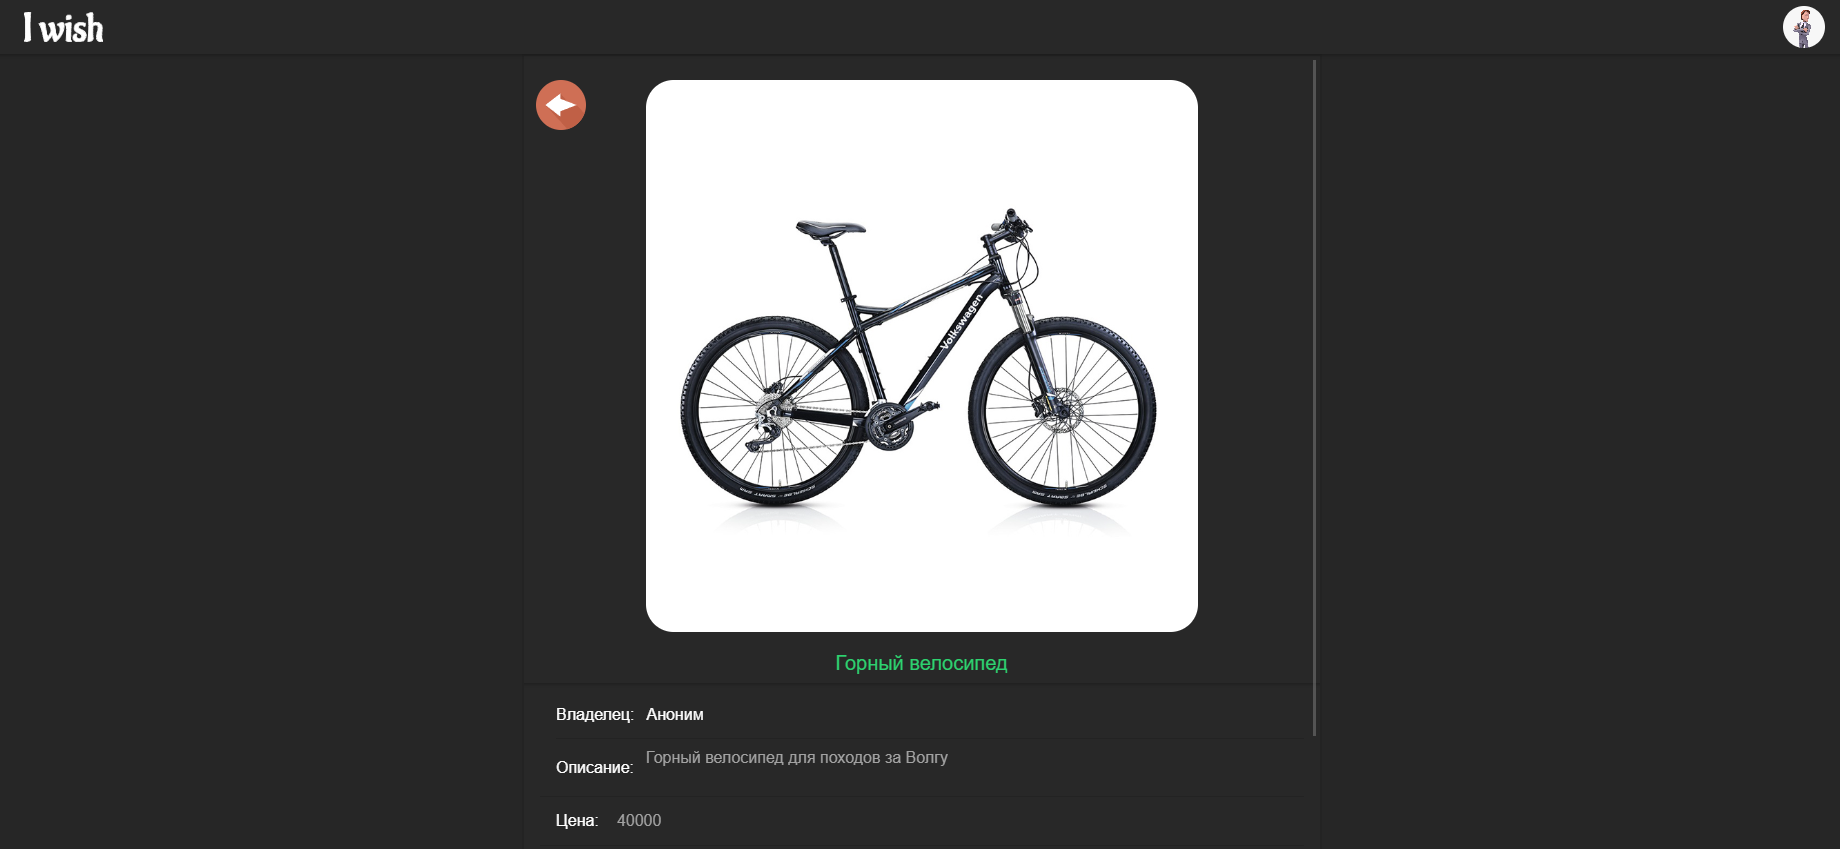 I wish
Volkswagen
Горный велосипед
Владелец: Аноним
Описание: Горный велосипед для походов за Волгу
Цена: 40000